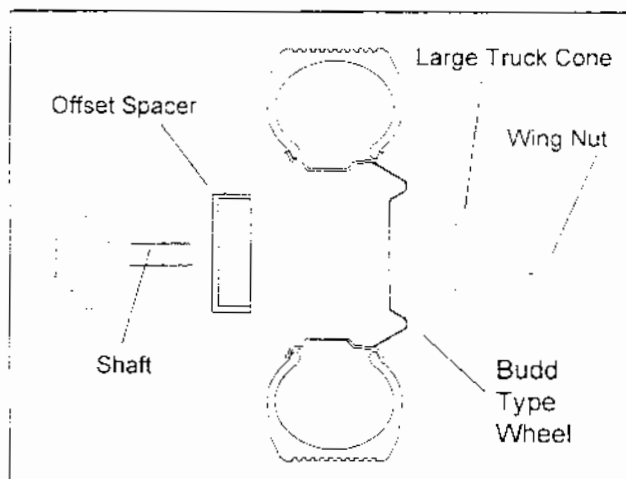 Large Truck Cone
Offset Spacer
Wing Nut
Shaft
Budd
Type
Wheel